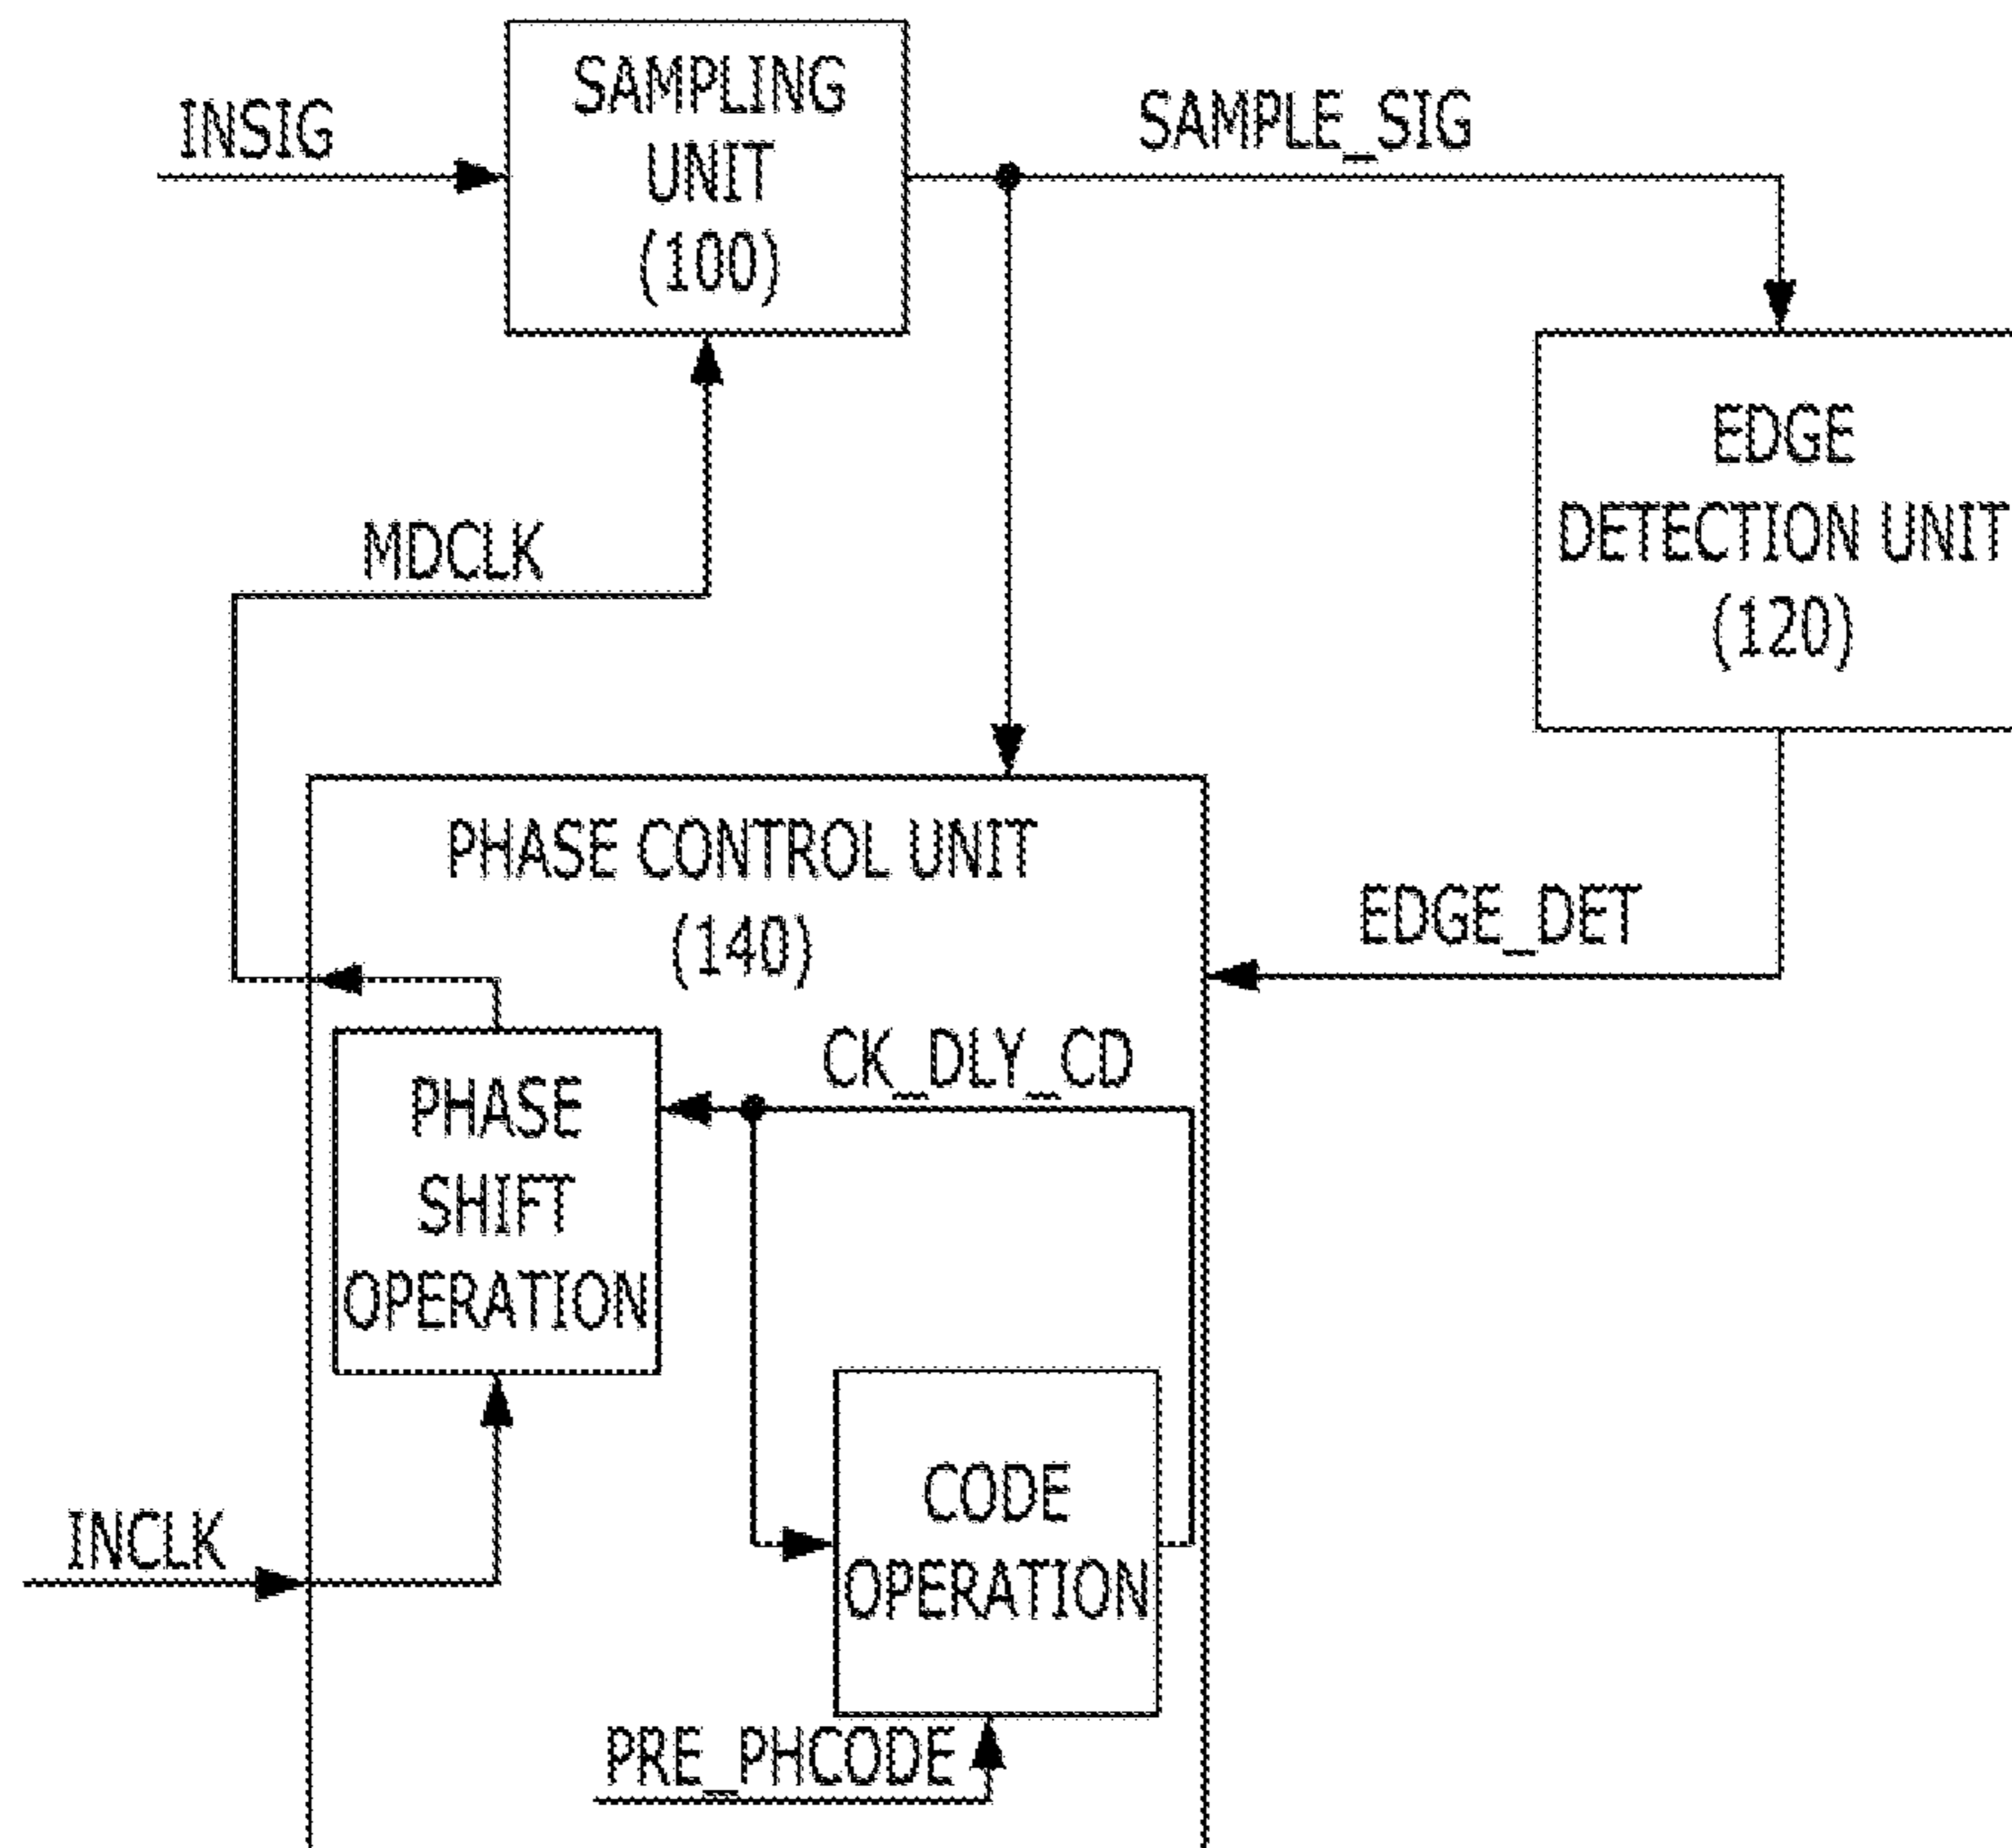 SAMPLING
UNIT
(100)
INSIG
SAMPLE_SIG
EDGE
DETECTION UNIT
(120)
MDCLK
PHASE CONTROL UNIT
(140)
EDGE_DET
CK_DLY_CD
PHASE
SHIFT
OPERATION
CODE
OPERATION
INCLK
PRE_PHCODE